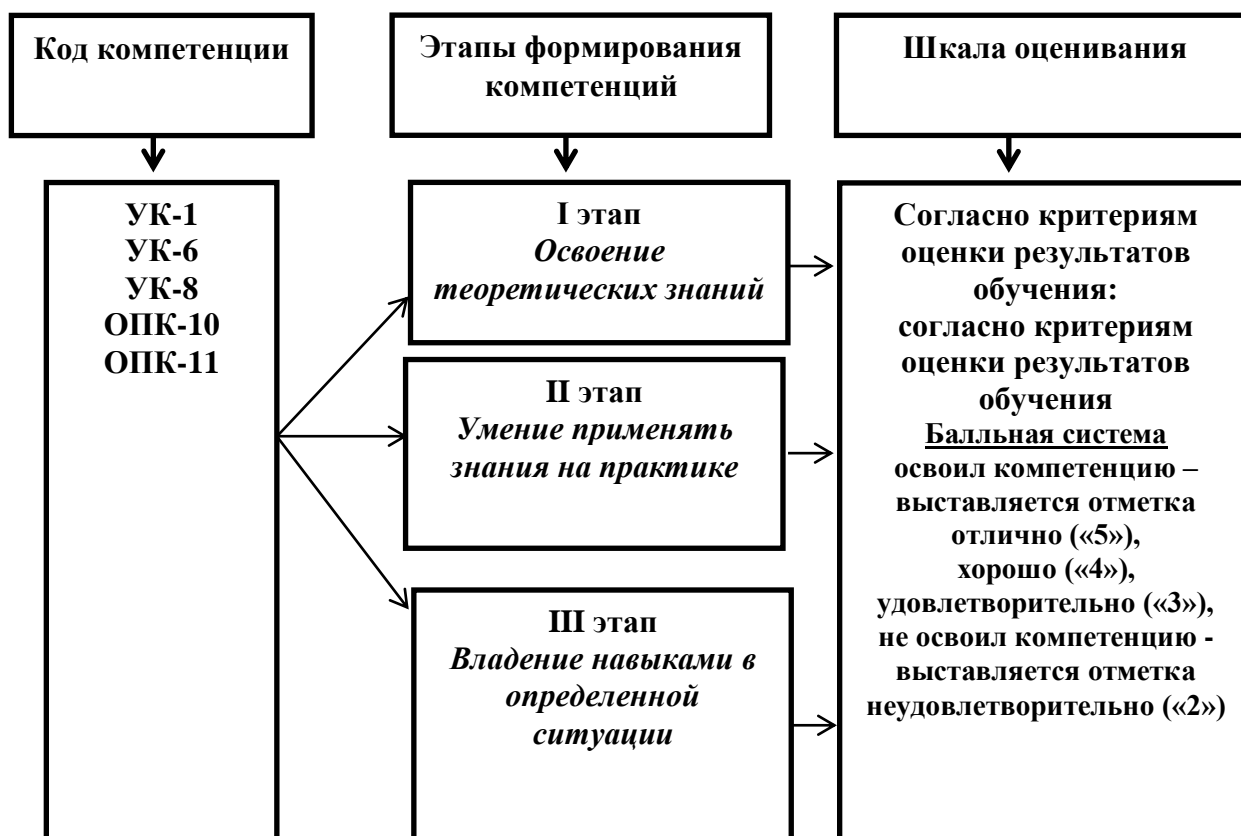 Код компетенции
Этапы формирования
компетенций
Шкала оценивания
УК-1
УК-6
УК-8
ОПК-10
ОПК-11
I этап
Освоение
теоретических знаний
II этап
Умение применять
знания на практике
III этап
Владение навыками в
определенной
ситуации
Согласно критериям
оценки результатов
обучения:
согласно критериям
оценки результатов
обучения
Балльная система
освоил компетенцию –
выставляется отметка
отлично («5»),
хорошо («4»),
удовлетворительно («3»),
не освоил компетенцию -
выставляется отметка
неудовлетворительно («2»)